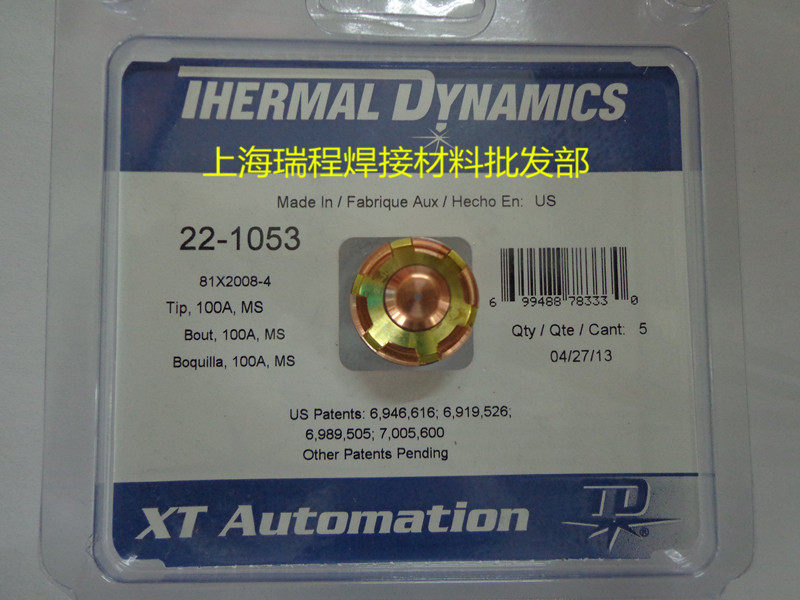 THERMAL DYNAMICS
上海瑞程焊接材料批发部
Made In / Fabrique Aux / Hecho En: US
22-1053
81X2008-4
Tip, 100A, MS
Bout, 100A, MS
Boquilla, 100A, MS
6 99488 78333 0
Qty / Qte / Cant: 5
04/27/13
US Patents: 6,946,616; 6,919,526;
6,989,505; 7,005,600
Other Patents Pending
XT Automation
TD